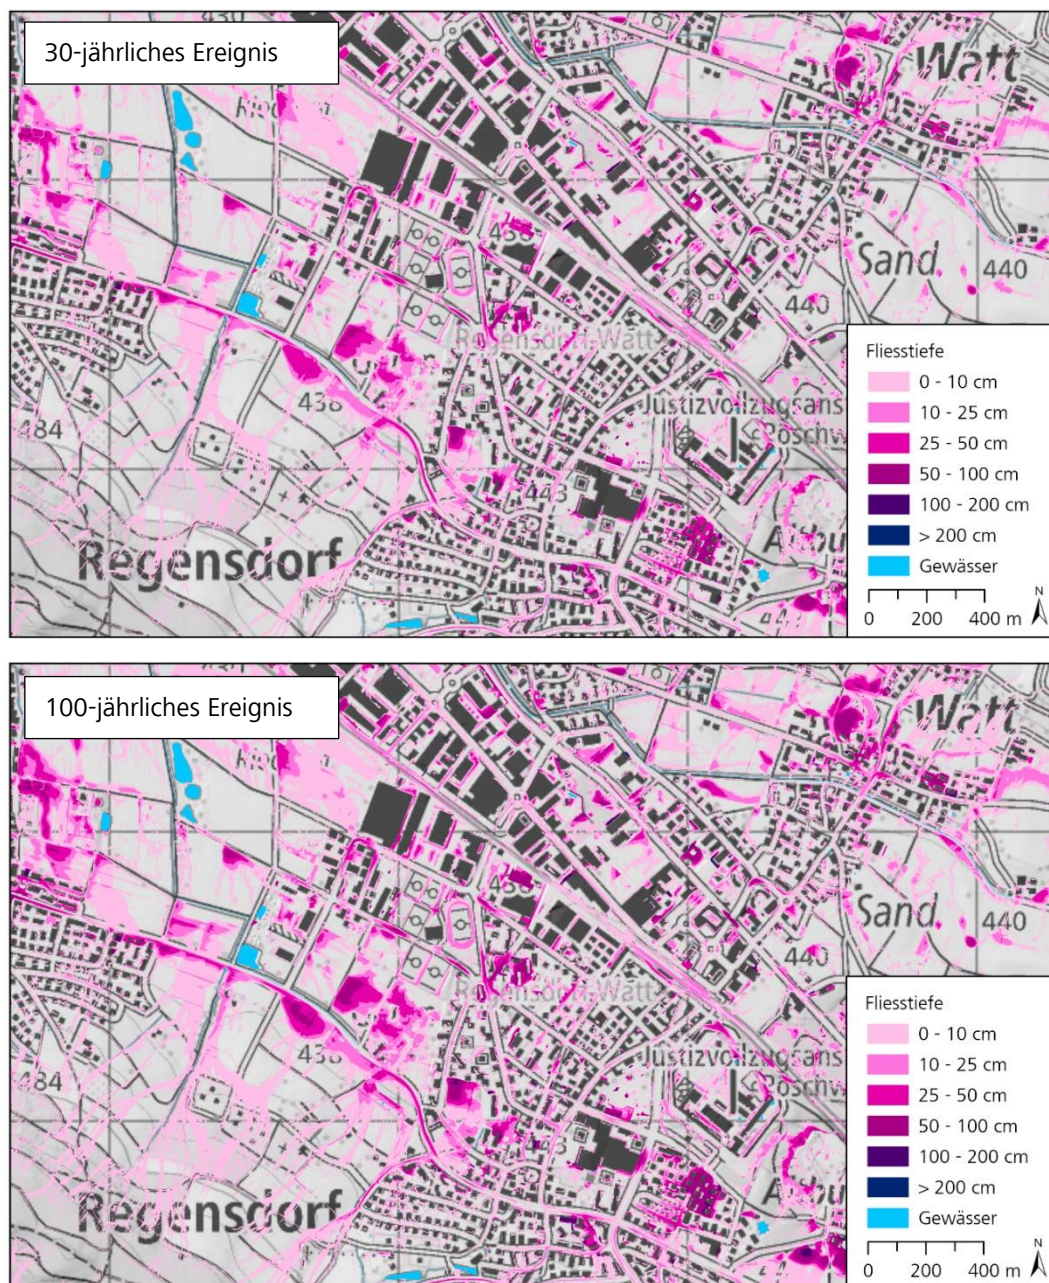 30-jährliches Ereignis
Watt
Sand
440
440
438
484
443
Regensdorf-Watt
Justizvollzugsans
Pöschw
Regensdorf
Fliesstiefe
0 - 10 cm
10 - 25 cm
25 - 50 cm
50 - 100 cm
100 - 200 cm
> 200 cm
Gewässer
N
0 200 400 m
100-jährliches Ereignis
Watt
Sand
440
440
438
484
Regensdorf-Watt
Justizvollzugsans
Pöschw
Regensdorf
Fliesstiefe
0 - 10 cm
10 - 25 cm
25 - 50 cm
50 - 100 cm
100 - 200 cm
> 200 cm
Gewässer
N
0 200 400 m